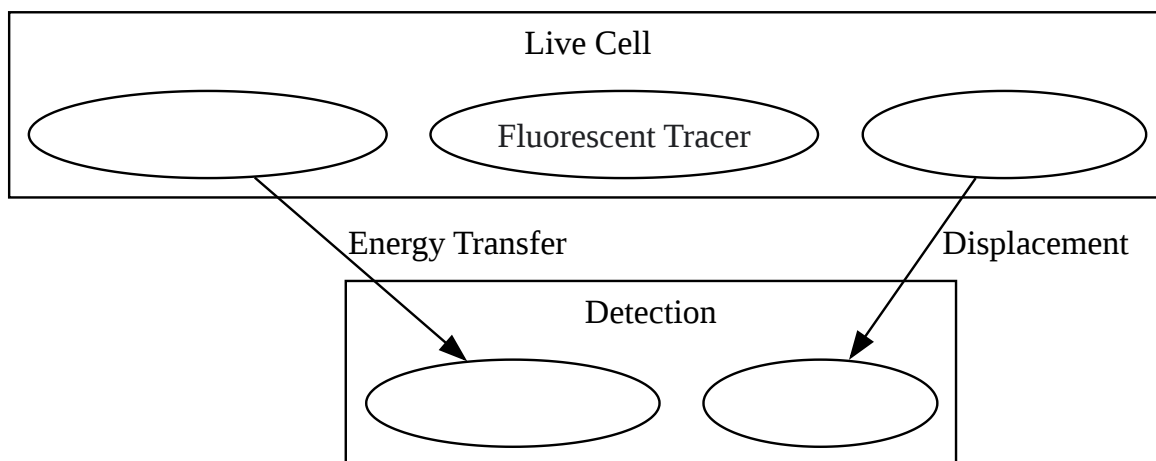 Live Cell
Fluorescent Tracer
Energy Transfer
Displacement
Detection